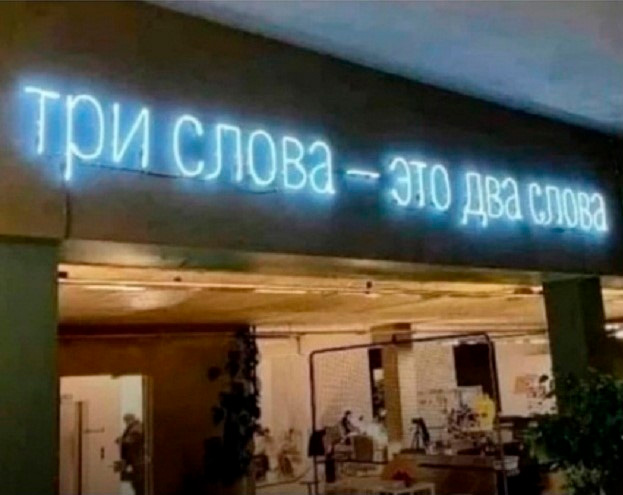 три слова – это два слова